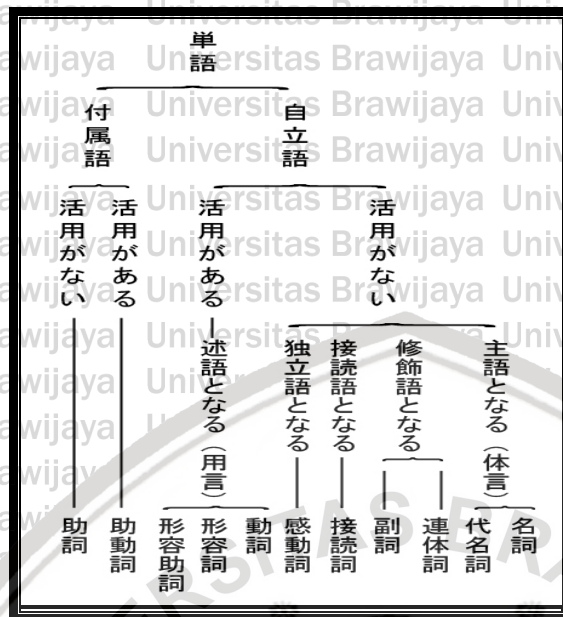 単語
自立語
付属語
活用がない
活用がある
活用がある
活用がない
主語となる（体言）
修飾語となる
接読語となる
独立語となる
述語となる（用言）
名詞
代名詞
連体詞
副詞
接読詞
感動詞
動詞
形容詞
形容助詞
助動詞
助詞
Universitas Brawijaya